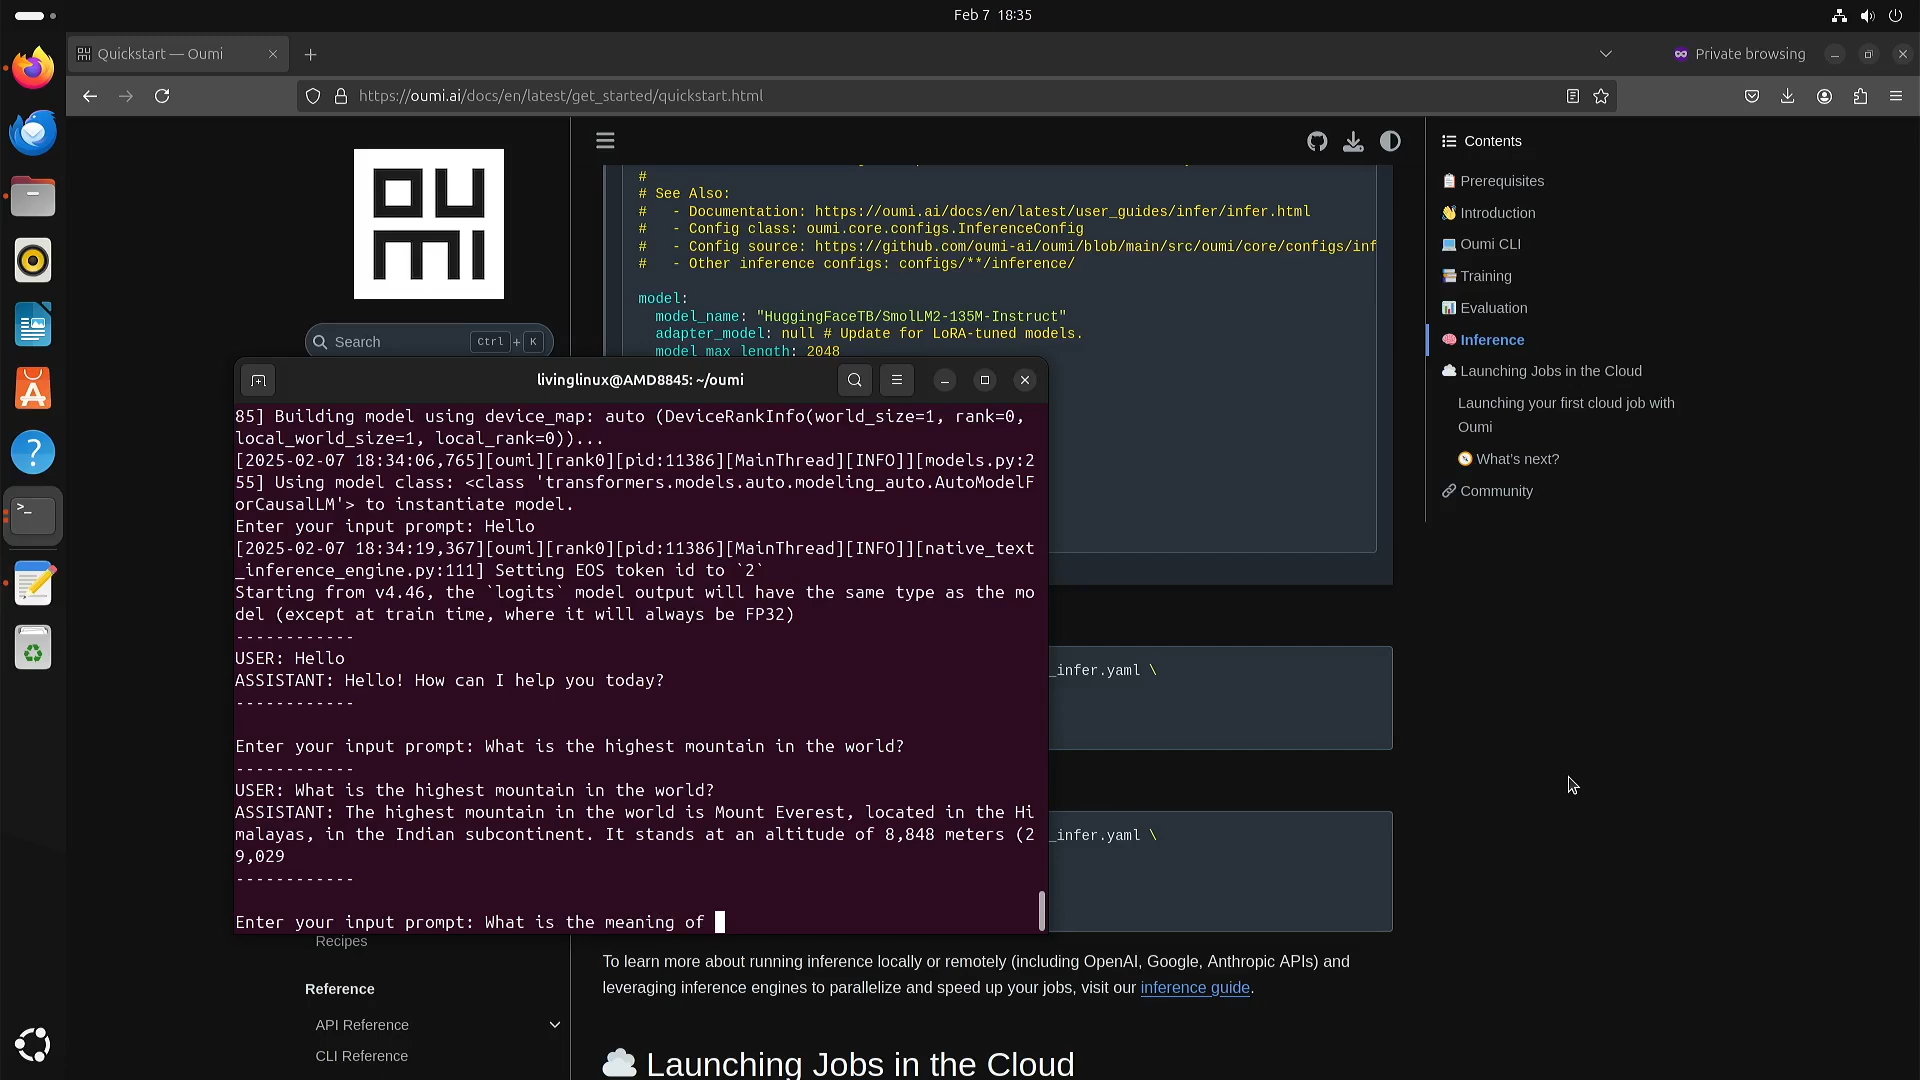 Feb 7 18:35
Quickstart — Oumi
Private browsing
https://oumi.ai/docs/en/latest/get_started/quickstart.html
oumi
Search Ctrl + K
#
# See Also:
#   - Documentation: https://oumi.ai/docs/en/latest/user_guides/infer/infer.html
#   - Config class: oumi.core.configs.InferenceConfig
#   - Config source: https://github.com/oumi-ai/oumi/blob/main/src/oumi/core/configs/inf
#   - Other inference configs: configs/**/inference/
model:
  model_name: "HuggingFaceTB/SmolLM2-135M-Instruct"
  adapter_model: null # Update for LoRA-tuned models.
  model_max_length: 2048
Contents
Prerequisites
Introduction
Oumi CLI
Training
Evaluation
Inference
Launching Jobs in the Cloud
Launching your first cloud job with
Oumi
What's next?
Community
livinglinux@AMD8845: ~/oumi
85] Building model using device_map: auto (DeviceRankInfo(world_size=1, rank=0,
local_world_size=1, local_rank=0))...
[2025-02-07 18:34:06,765][oumi][rank0][pid:11386][MainThread][INFO]][models.py:2
55] Using model class: <class 'transformers.models.auto.modeling_auto.AutoModelF
orCausalLM'> to instantiate model.
Enter your input prompt: Hello
[2025-02-07 18:34:19,367][oumi][rank0][pid:11386][MainThread][INFO]][native_text
_inference_engine.py:111] Setting EOS token id to `2`
Starting from v4.46, the `logits` model output will have the same type as the mo
del (except at train time, where it will always be FP32)
------------
USER: Hello
ASSISTANT: Hello! How can I help you today?
------------
Enter your input prompt: What is the highest mountain in the world?
------------
USER: What is the highest mountain in the world?
ASSISTANT: The highest mountain in the world is Mount Everest, located in the Hi
malayas, in the Indian subcontinent. It stands at an altitude of 8,848 meters (2
9,029
------------
Enter your input prompt: What is the meaning of
_infer.yaml \
_infer.yaml \
Recipes
Reference
API Reference
CLI Reference
To learn more about running inference locally or remotely (including OpenAI, Google, Anthropic APIs) and
leveraging inference engines to parallelize and speed up your jobs, visit our inference guide.
Launching Jobs in the Cloud